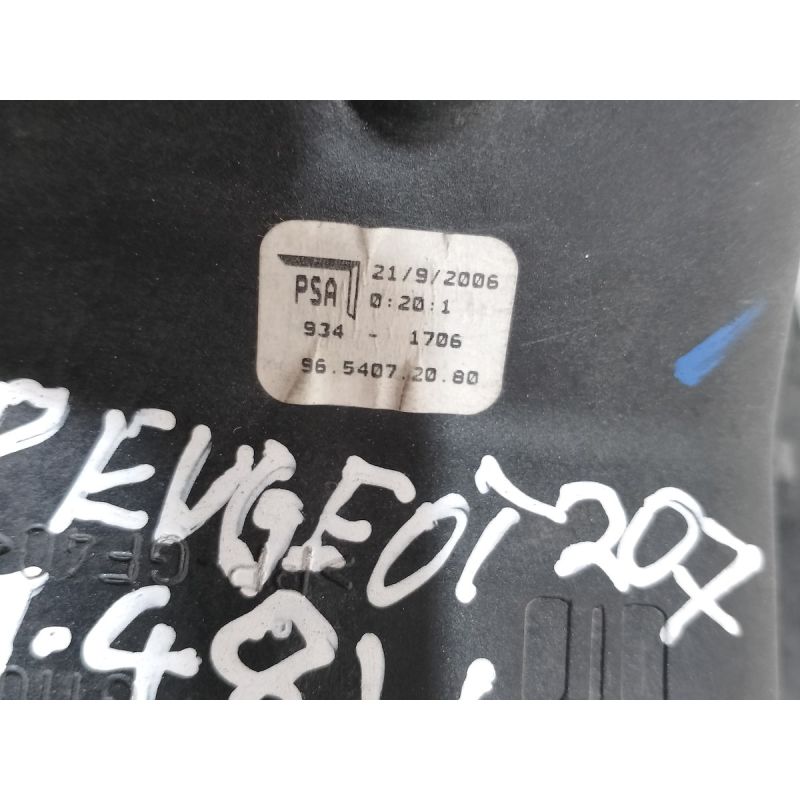 PSA 21/9/2006
0:20:1
934 - 1706
96.5407.20.80
PEUGEOT 207